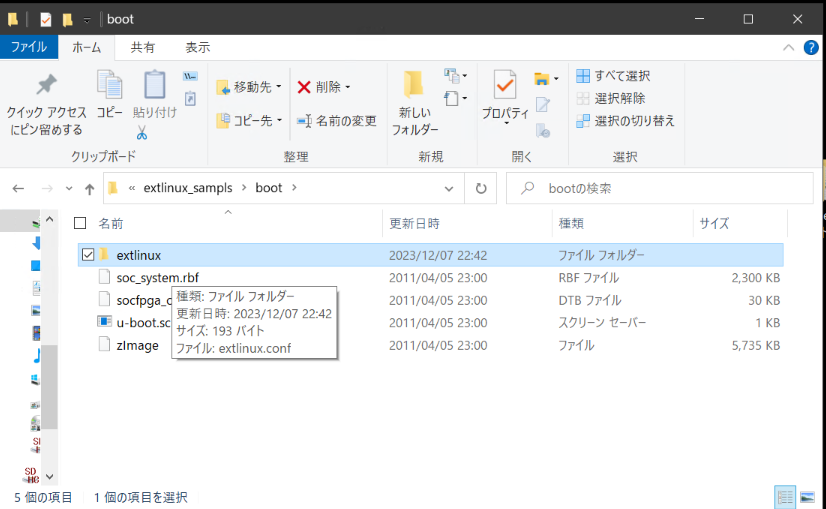 boot
ファイル ホーム 共有 表示
クイック アクセス
にピン留めする
コピー
貼り付け
移動先
コピー先
削除
名前の変更
新しい
フォルダー
プロパティ
すべて選択
選択解除
選択の切り替え
クリップボード 整理 新規 開く 選択
« extlinux_sampls > boot >
bootの検索
名前 更新日時 種類 サイズ
extlinux 2023/12/07 22:42 ファイル フォルダー
soc_system.rbf 2011/04/05 23:00 RBF ファイル 2,300 KB
socfpga_ 2011/04/05 23:00 DTB ファイル 30 KB
u-boot.sc 2011/04/05 23:00 スクリーン セーバー 1 KB
zImage 2011/04/05 23:00 ファイル 5,735 KB
種類: ファイル フォルダー
更新日時: 2023/12/07 22:42
サイズ: 193 バイト
ファイル: extlinux.conf
SD
HC
5 個の項目 1 個の項目を選択